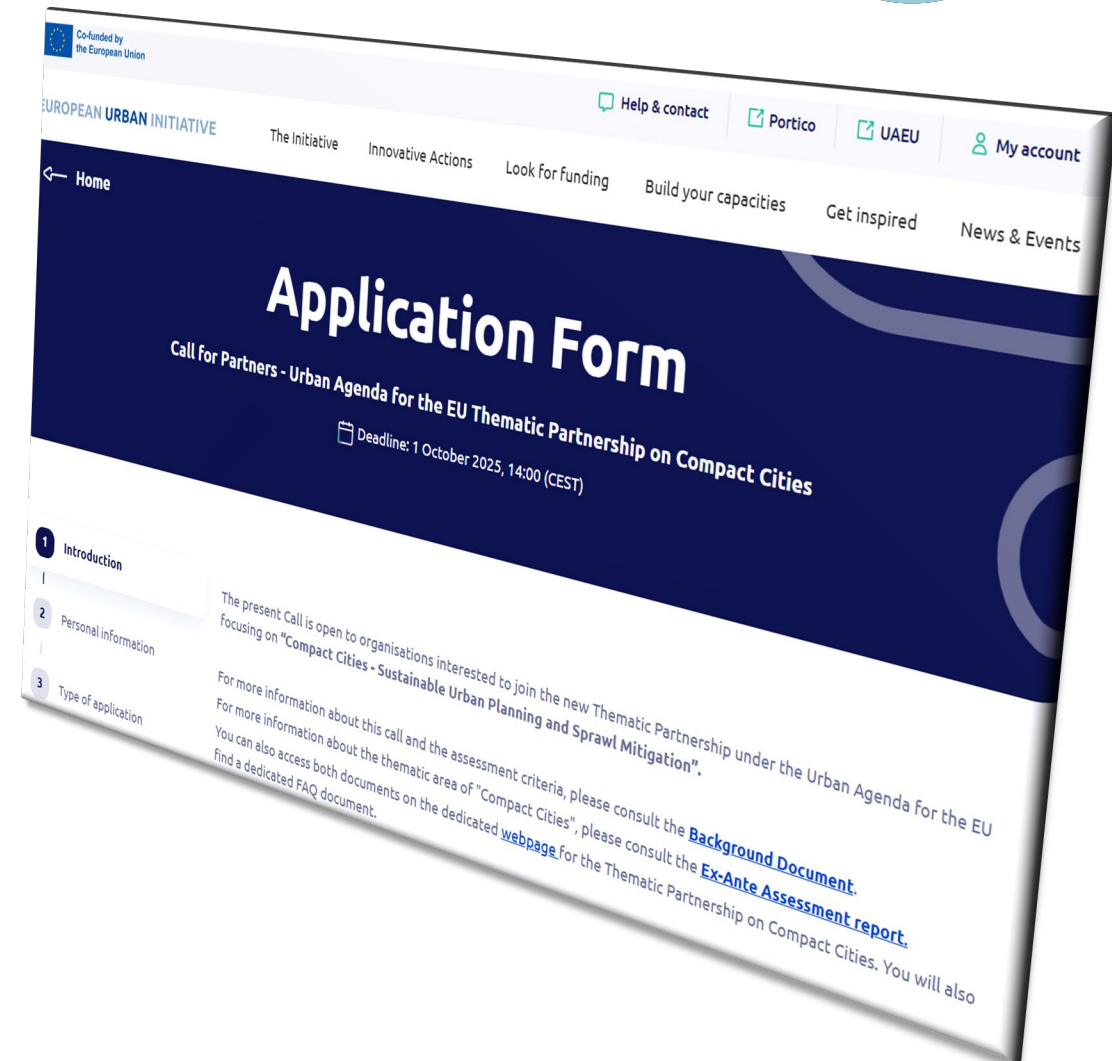 Co-funded by
the European Union
Help & contact
Portico
UAEU
My account
EUROPEAN URBAN INITIATIVE
The Initiative
Innovative Actions
Look for funding
Build your capacities
Get inspired
News & Events
Home
Application Form
Call for Partners - Urban Agenda for the EU Thematic Partnership on Compact Cities
Deadline: 1 October 2025, 14:00 (CEST)
1 Introduction
2 Personal information
3 Type of application
The present Call is open to organisations interested to join the new Thematic Partnership under the Urban Agenda for the EU
focusing on "Compact Cities - Sustainable Urban Planning and Sprawl Mitigation".
For more information about this call and the assessment criteria, please consult the Background Document.
For more information about the thematic area of "Compact Cities", please consult the Ex-Ante Assessment report.
You can also access both documents on the dedicated webpage for the Thematic Partnership on Compact Cities. You will also
find a dedicated FAQ document.